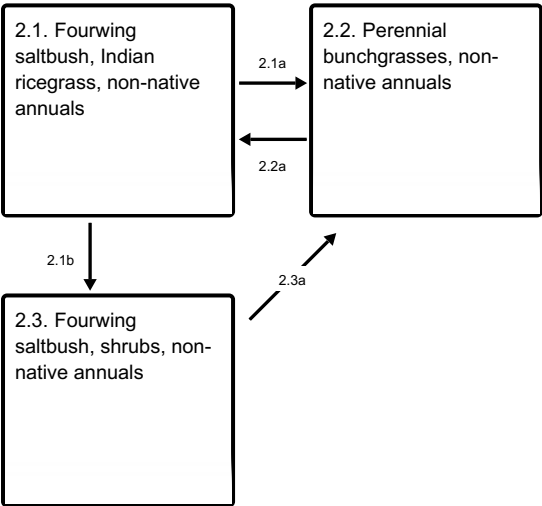 2.1. Fourwing
saltbush, Indian
ricegrass, non-native
annuals
2.1a
2.2. Perennial
bunchgrasses, non-
native annuals
2.2a
2.1b
2.3a
2.3. Fourwing
saltbush, shrubs, non-
native annuals